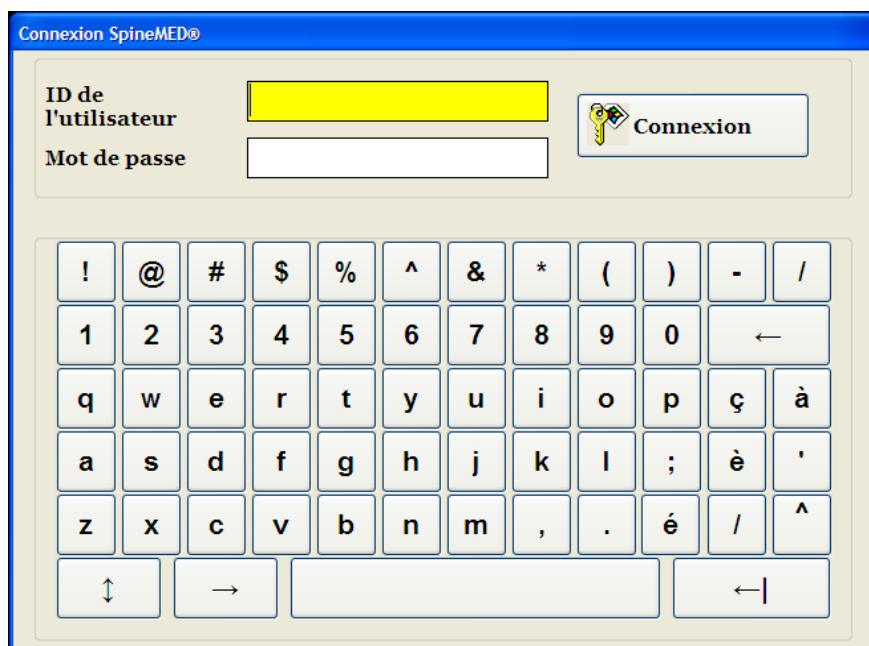 Connexion SpineMED®
ID de
l'utilisateur
Connexion
Mot de passe
! @ # $ % ^ & * ( ) - /
1 2 3 4 5 6 7 8 9 0 ←
q w e r t y u i o p ç à
a s d f g h j k l ; è '
z x c v b n m , . é / ^
↕ → ←|